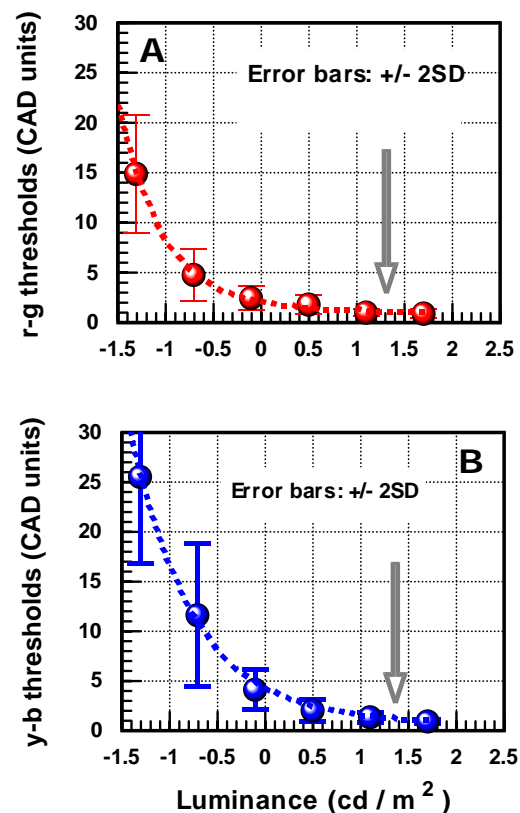 A
Error bars: +/- 2SD
r-g thresholds (CAD units)
30
25
20
15
10
5
0
-1.5 -1 -0.5 0 0.5 1 1.5 2 2.5
B
Error bars: +/- 2SD
y-b thresholds (CAD units)
30
25
20
15
10
5
0
-1.5 -1 -0.5 0 0.5 1 1.5 2 2.5
Luminance (cd / m ²)